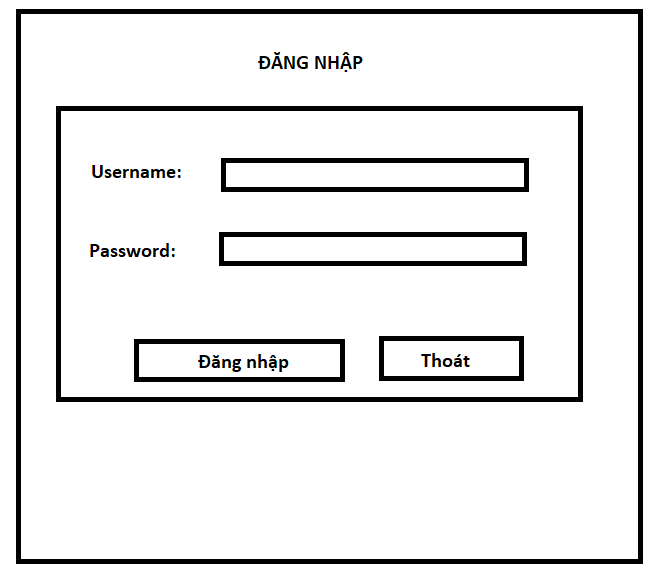 ĐĂNG NHẬP
Username:
Password:
Đăng nhập Thoát